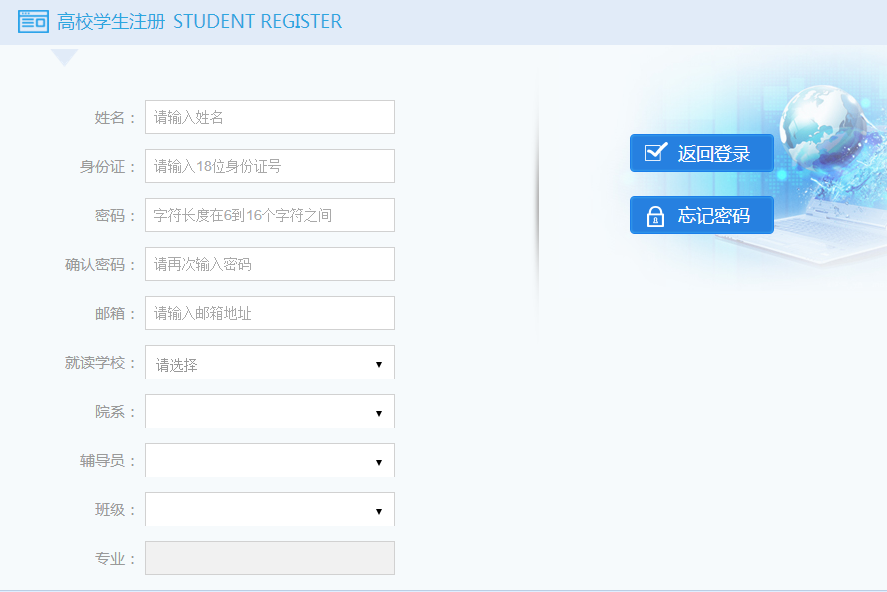 高校学生注册 STUDENT REGISTER
姓名： 请输入姓名
身份证： 请输入18位身份证号
密码： 字符长度在6到16个字符之间
确认密码： 请再次输入密码
邮箱： 请输入邮箱地址
就读学校： 请选择
院系：
辅导员：
班级：
专业：
返回登录
忘记密码